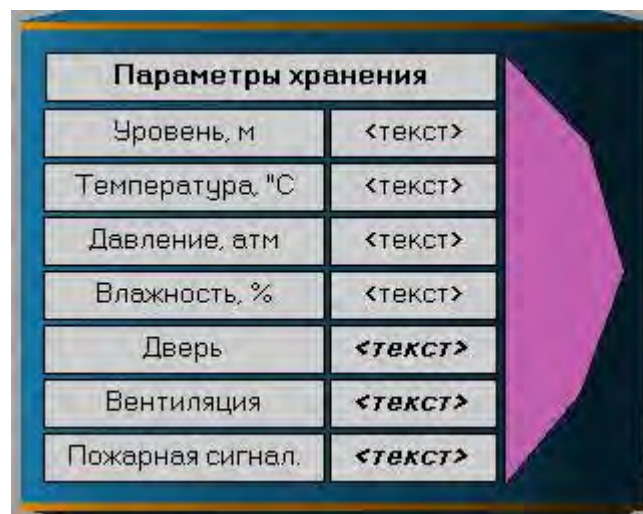 Параметры хранения
Уровень, м <текст>
Температура, "С <текст>
Давление, атм <текст>
Влажность, % <текст>
Дверь <текст>
Вентиляция <текст>
Пожарная сигнал. <текст>